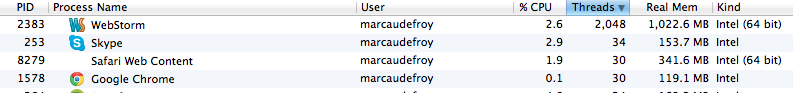 PID Process Name User % CPU Threads Real Mem Kind
2383 WebStorm marcaudefroy 2.6 2,048 1,022.6 MB Intel (64 bit)
253 Skype marcaudefroy 2.9 34 153.7 MB Intel
8279 Safari Web Content marcaudefroy 1.9 30 341.6 MB Intel (64 bit)
1578 Google Chrome marcaudefroy 0.1 30 119.1 MB Intel